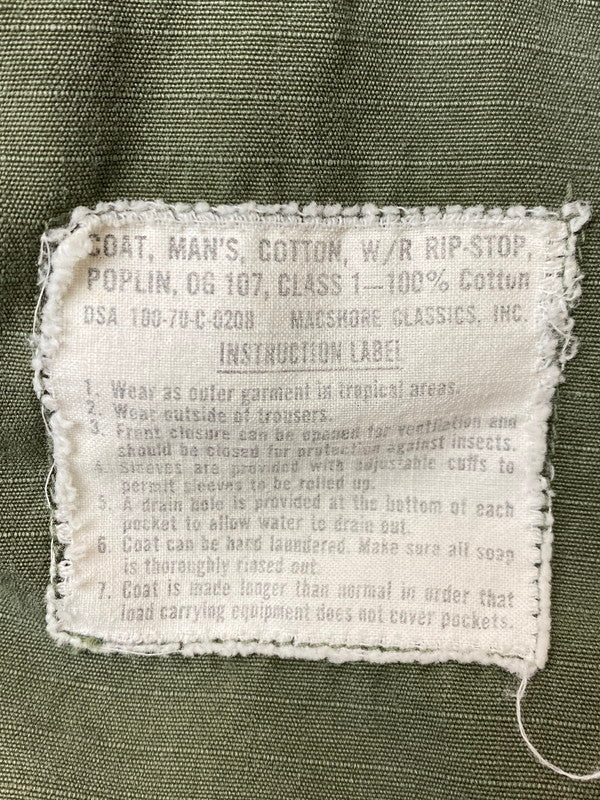 COAT, MAN'S, COTTON, W/R RIP-STOP,
POPLIN, OG 107, CLASS 1—100% Cotton
DSA 100-70-C-0208 MACSHORE CLASSICS, INC.
INSTRUCTION LABEL
1. Wear as outer garment in tropical areas.
2. Wear outside of trousers.
3. Front closure can be opened for ventilation and
should be closed for protection against insects.
4. Sleeves are provided with adjustable cuffs to
permit sleeves to be rolled up.
5. A drain hole is provided at the bottom of each
pocket to allow water to drain out.
6. Coat can be hard laundered. Make sure all soap
is thoroughly rinsed out.
7. Coat is made longer than normal in order that
load carrying equipment does not cover pockets.